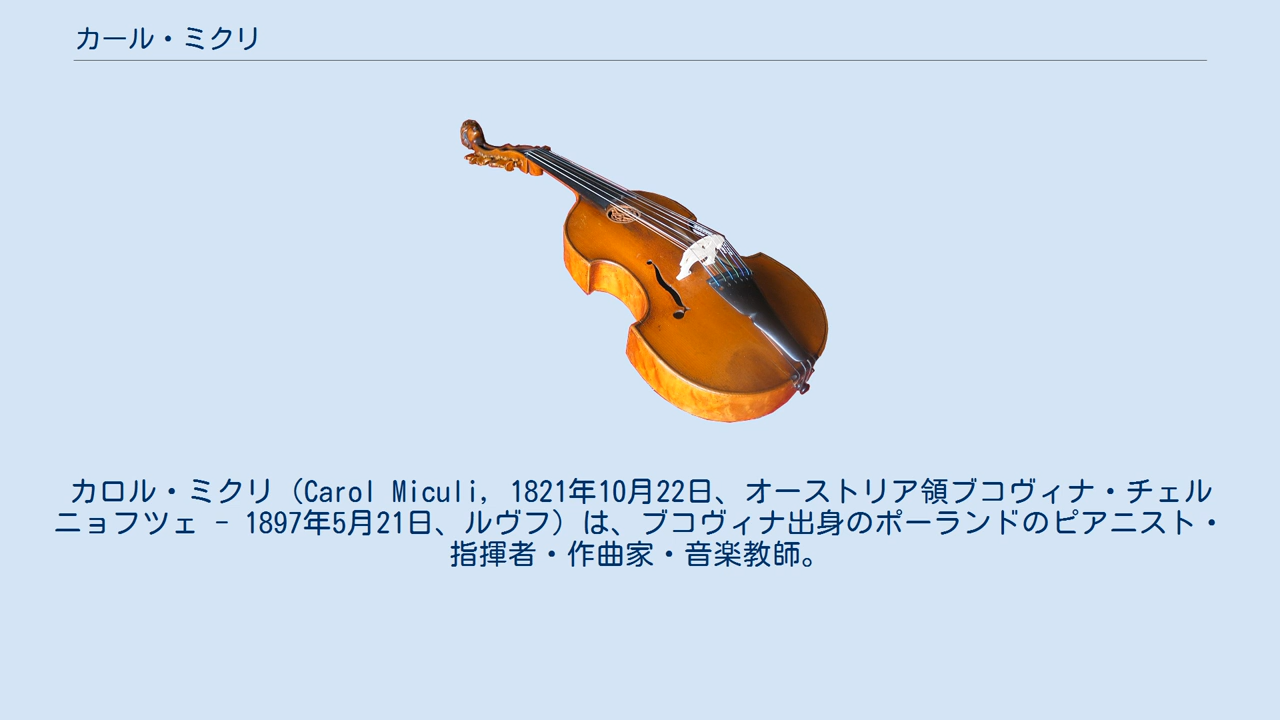 カール・ミクリ
カロル・ミクリ（Carol Miculi, 1821年10月22日、オーストリア領ブコヴィナ・チェル
ニョフツェ - 1897年5月21日、ルヴフ）は、ブコヴィナ出身のポーランドのピアニスト・
指揮者・作曲家・音楽教師。